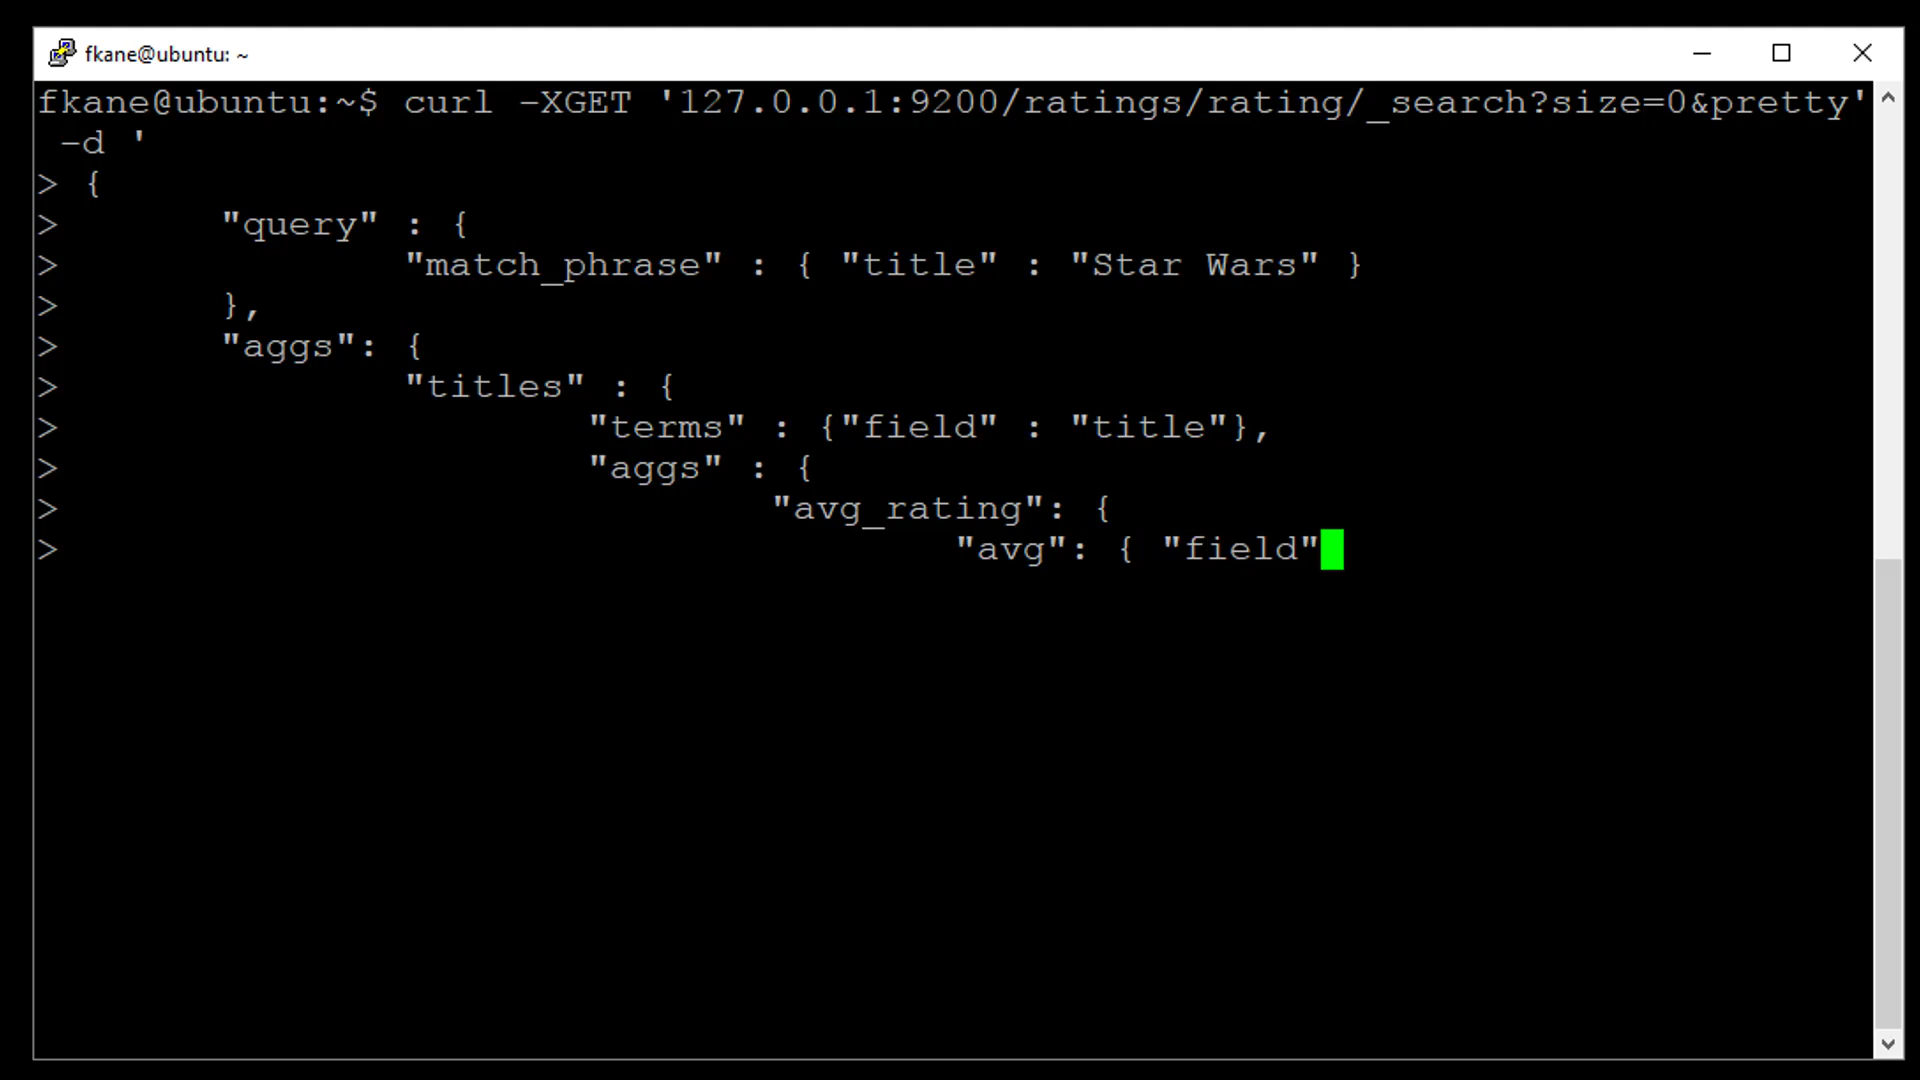 fkane@ubuntu: ~
fkane@ubuntu:~$ curl -XGET '127.0.0.1:9200/ratings/rating/_search?size=0&pretty'
-d '
> {
> "query" : {
> "match_phrase" : { "title" : "Star Wars" }
> },
> "aggs": {
> "titles" : {
> "terms" : {"field" : "title"},
> "aggs" : {
> "avg_rating": {
> "avg": { "field"